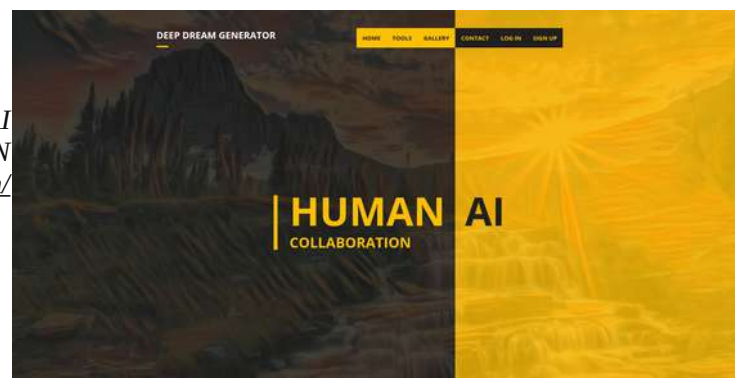 DEEP DREAM GENERATOR
HOME TOOLS GALLERY CONTACT LOG IN SIGN UP
I
N
/
HUMAN AI
COLLABORATION